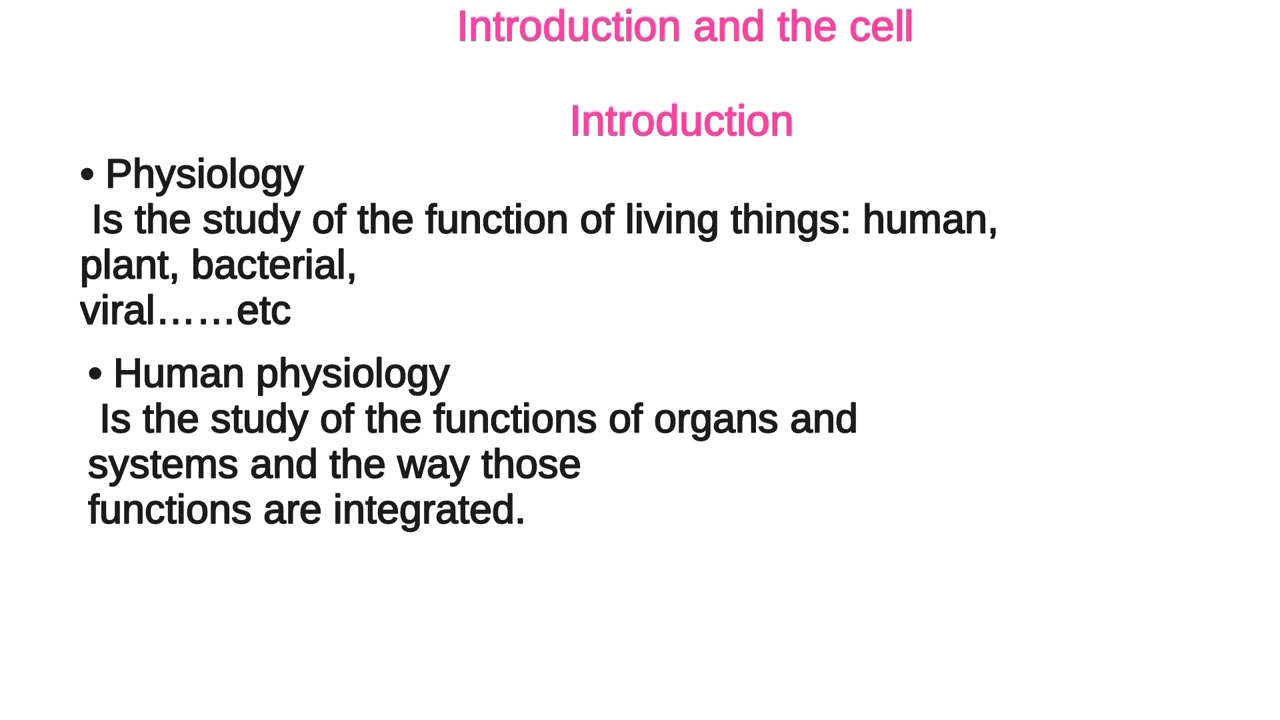 Introduction and the cell
Introduction
• Physiology
Is the study of the function of living things: human,
plant, bacterial,
viral……etc
• Human physiology
Is the study of the functions of organs and
systems and the way those
functions are integrated.